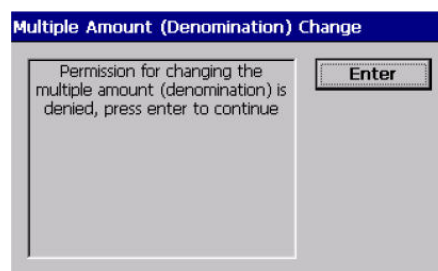 Multiple Amount (Denomination) Change
Permission for changing the
multiple amount (denomination) is
denied, press enter to continue
Enter